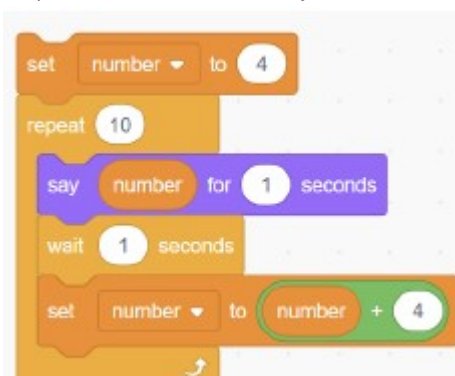 set number to 4
repeat 10
say number for 1 seconds
wait 1 seconds
set number to number + 4